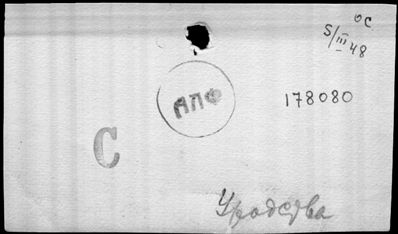 ОС
5/III 48
АПФ
178080
С
Уродства